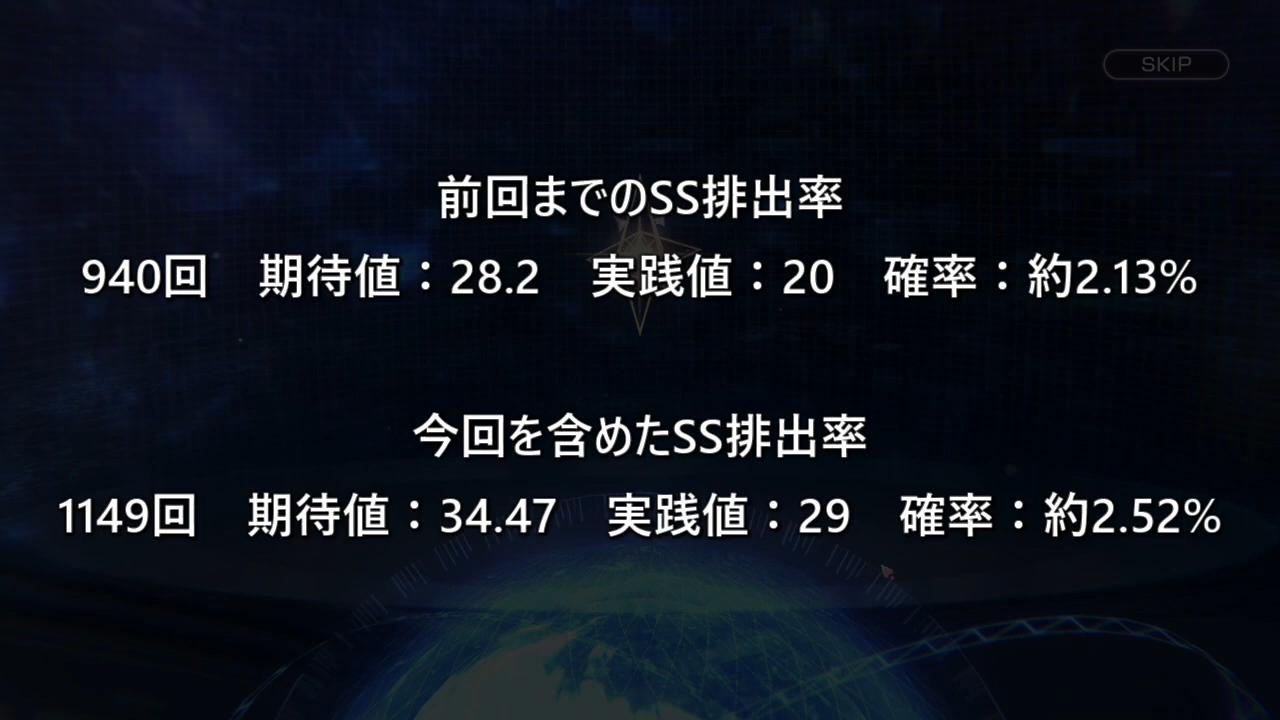 SKIP
前回までのSS排出率
940回　期待値：28.2　実践値：20　確率：約2.13%
今回を含めたSS排出率
1149回　期待値：34.47　実践値：29　確率：約2.52%